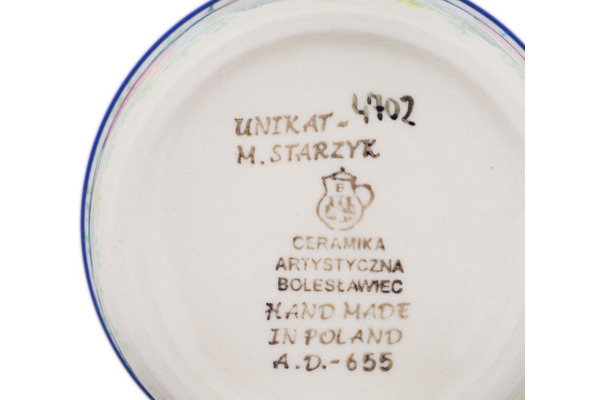 UNIKAT-4702
M. STARZYK
CERAMIKA
ARTYSTYCZNA
BOLESŁAWIEC
HAND MADE
IN POLAND
A.D.-655